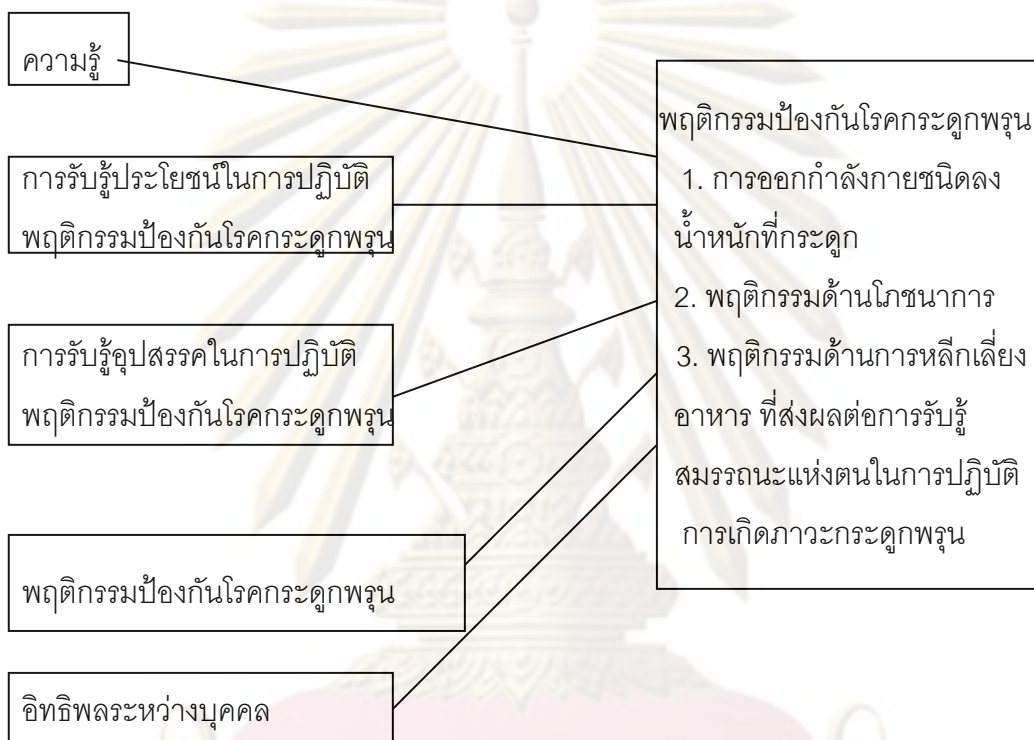 ความรู้
การรับรู้ประโยชน์ในการปฏิบัติ
พฤติกรรมป้องกันโรคกระดูกพรุน
การรับรู้อุปสรรคในการปฏิบัติ
พฤติกรรมป้องกันโรคกระดูกพรุน
พฤติกรรมป้องกันโรคกระดูกพรุน
อิทธิพลระหว่างบุคคล
พฤติกรรมป้องกันโรคกระดูกพรุน
1. การออกกำลังกายชนิดลง
น้ำหนักที่กระดูก
2. พฤติกรรมด้านโภชนาการ
3. พฤติกรรมด้านการหลีกเลี่ยง
อาหาร ที่ส่งผลต่อการรับรู้
สมรรถนะแห่งตนในการปฏิบัติ
การเกิดภาวะกระดูกพรุน